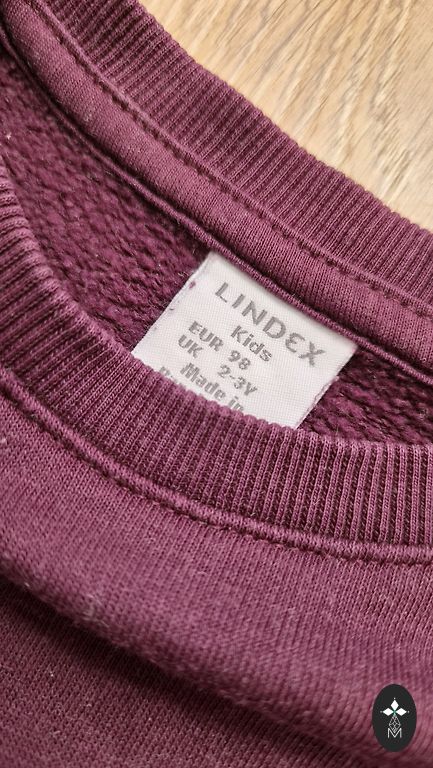 LINDEX
Kids
EUR 98
UK 2-3Y
Made in
M